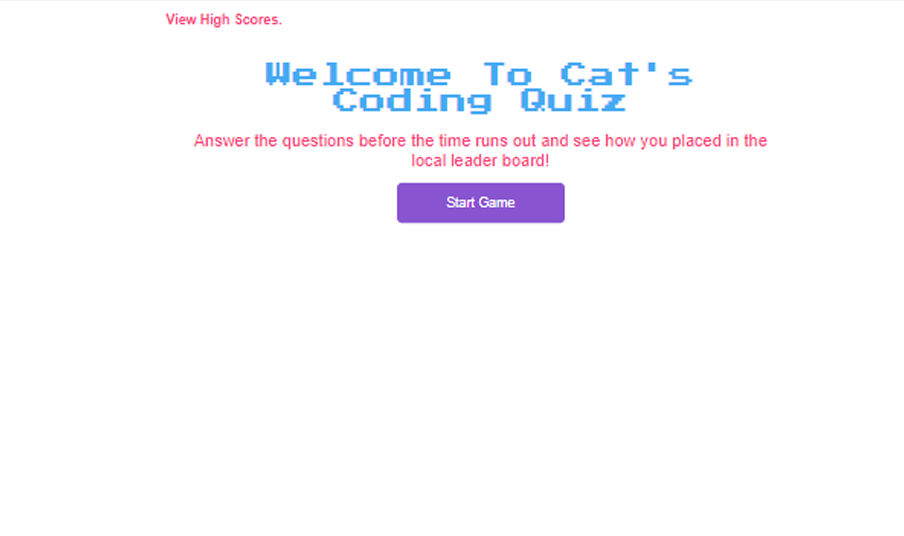 View High Scores.
Welcome To Cat's
Coding Quiz
Answer the questions before the time runs out and see how you placed in the
local leader board!
Start Game